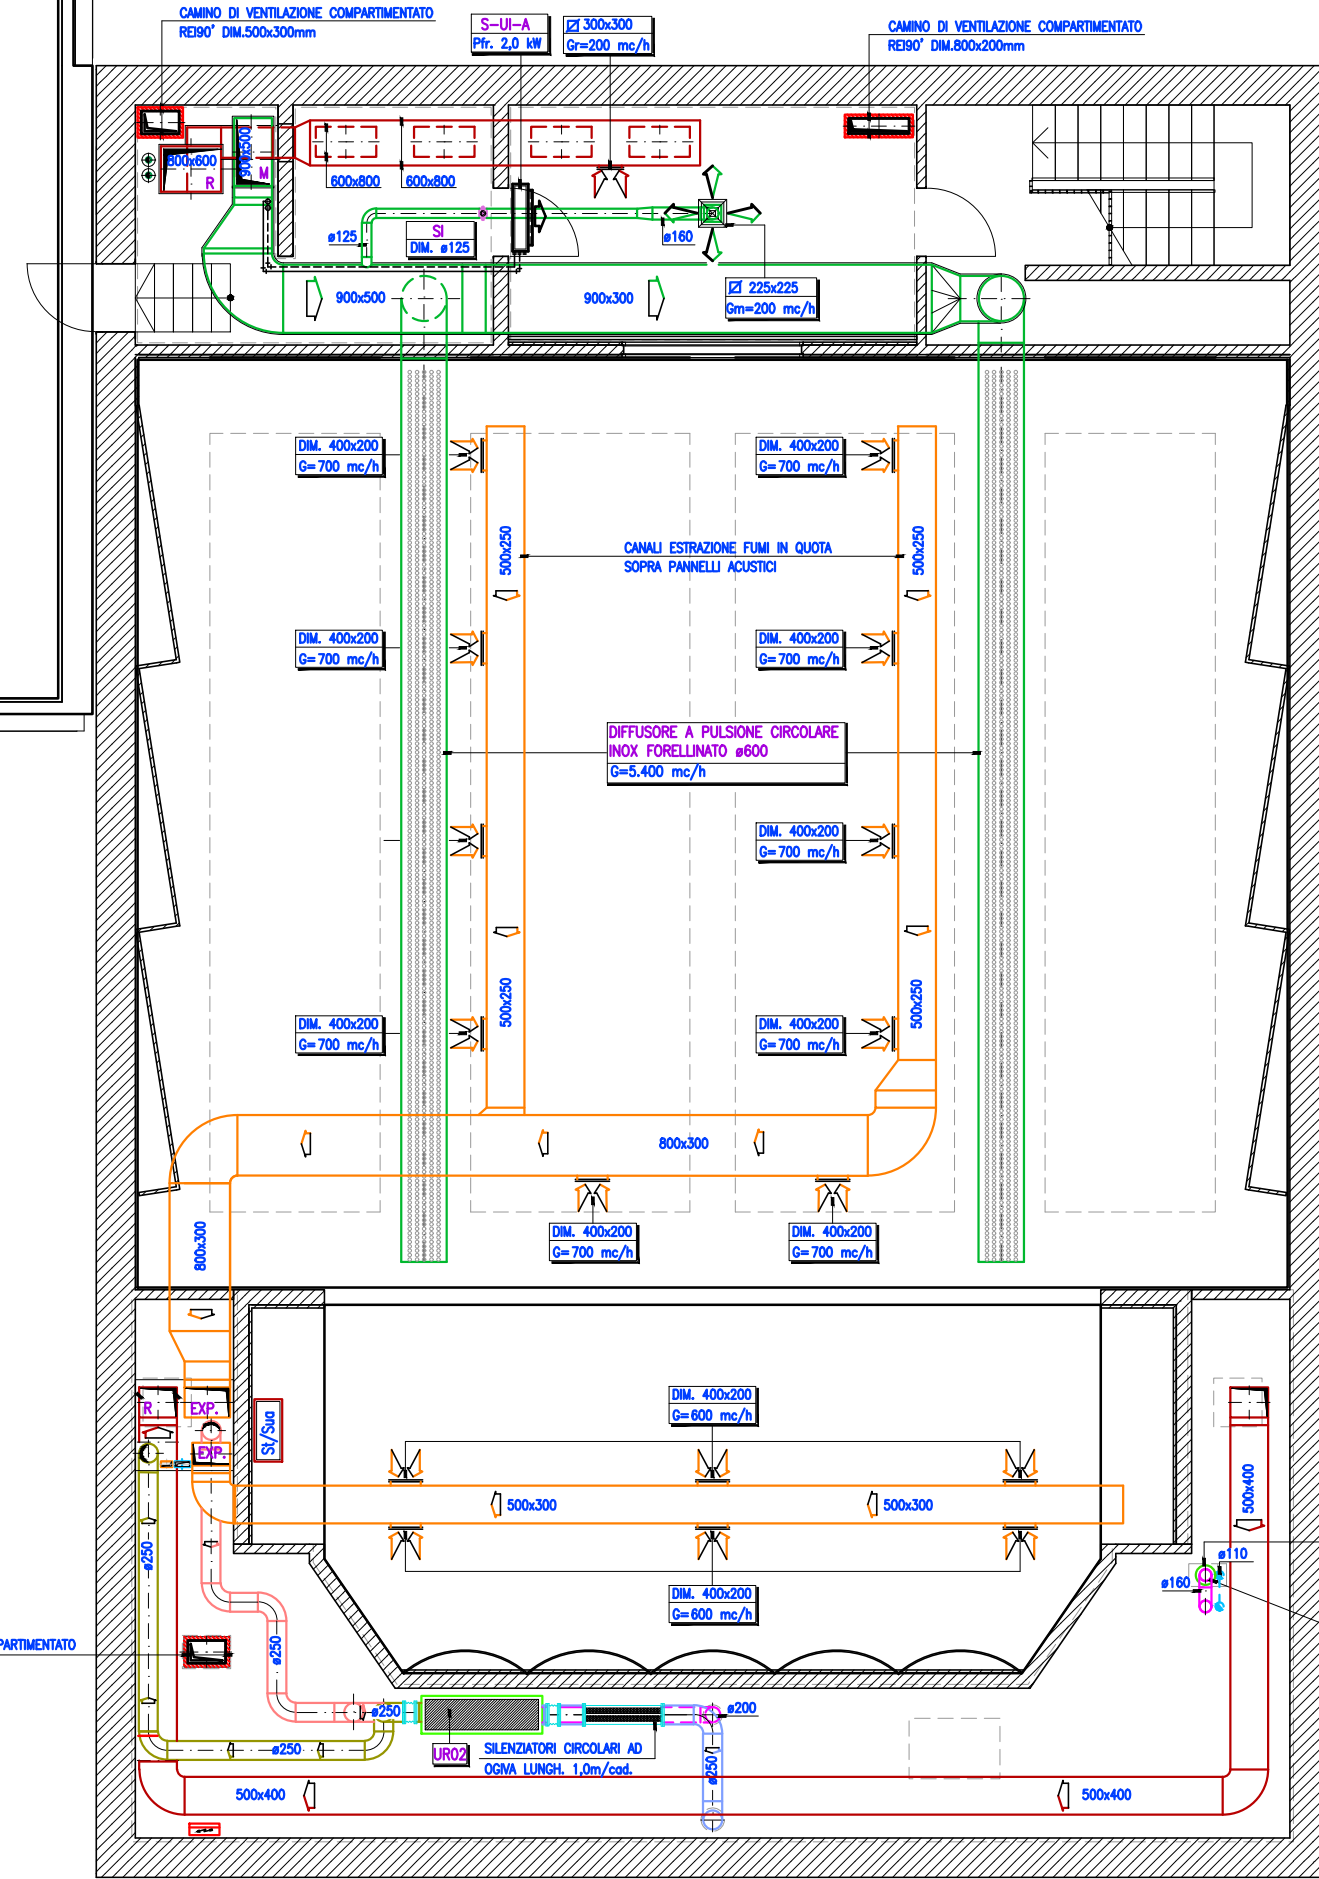 CAMINO DI VENTILAZIONE COMPARTIMENTATO
REI90' DIM.500x300mm
S-UI-A
Pfr. 2,0 kW
300x300
Gr=200 mc/h
CAMINO DI VENTILAZIONE COMPARTIMENTATO
REI90' DIM.800x200mm
800x600
R
900x500
M
600x800
600x800
ø125
SI
DIM. ø125
ø160
900x500
900x300
225x225
Gm=200 mc/h
DIM. 400x200
G=700 mc/h
DIM. 400x200
G=700 mc/h
500x250
CANALI ESTRAZIONE FUMI IN QUOTA
SOPRA PANNELLI ACUSTICI
500x250
DIM. 400x200
G=700 mc/h
DIM. 400x200
G=700 mc/h
DIFFUSORE A PULSIONE CIRCOLARE
INOX FORELLINATO ø600
G=5.400 mc/h
DIM. 400x200
G=700 mc/h
500x250
500x250
DIM. 400x200
G=700 mc/h
DIM. 400x200
G=700 mc/h
800x300
800x300
DIM. 400x200
G=700 mc/h
DIM. 400x200
G=700 mc/h
R
EXP.
EXP.
St/Sua
DIM. 400x200
G=600 mc/h
500x300
500x300
500x400
ø250
ø110
ø160
DIM. 400x200
G=600 mc/h
PARTIMENTATO
ø250
ø250
ø200
ø250
UR02
SILENZIATORI CIRCOLARI AD
OGIVA LUNGH. 1,0m/cad.
ø250
500x400
500x400